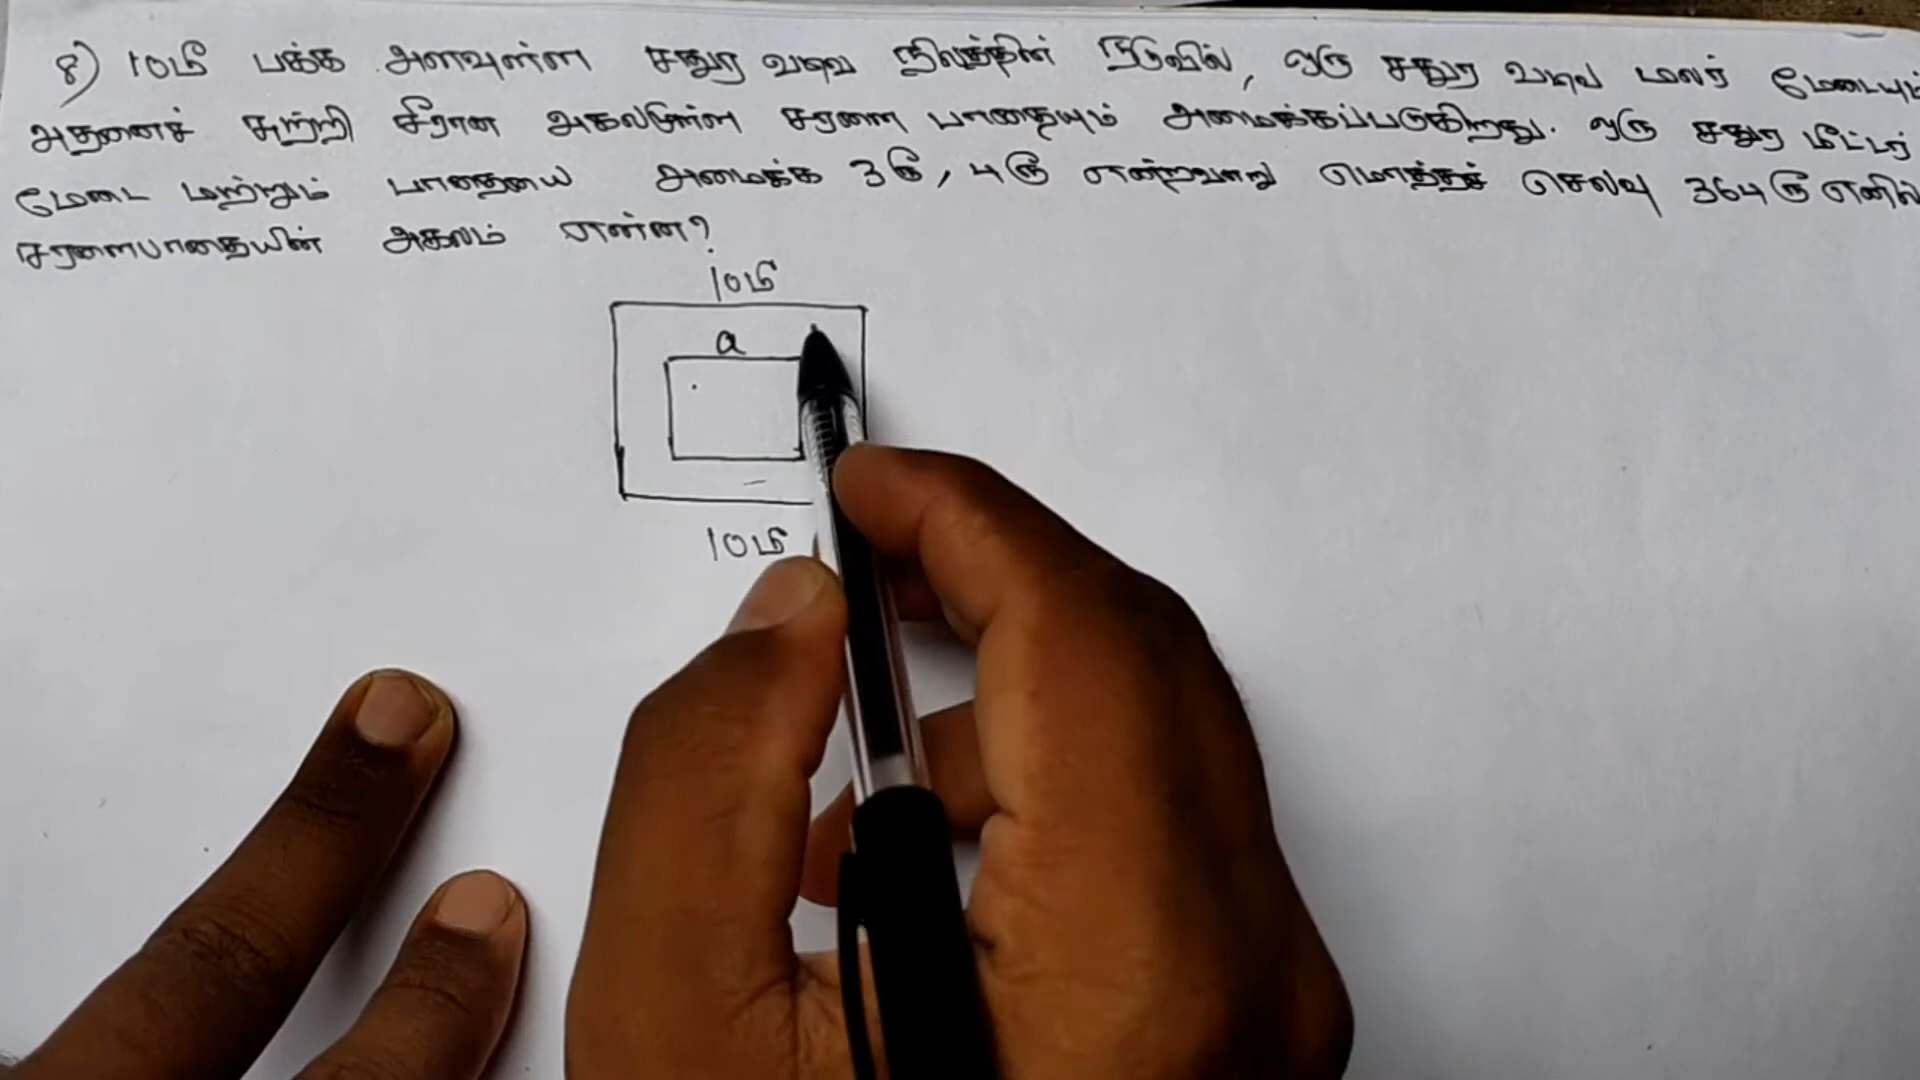 8) 10மீ பக்க அளவுள்ள சதுர வடிவ நிலத்தின் நடுவில், ஒரு சதுர வடிவ மலர் மேடையும்
அதனைச் சுற்றி சீரான அகலமுள்ள சரளை பாதையும் அமைக்கப்படுகிறது. ஒரு சதுர மீட்டர்
மேடை மற்றும் பாதையை அமைக்க 3ரூ, 4ரூ என்றவாறு மொத்தச் செலவு 364ரூ எனில்
சரளைபாதையின் அகலம் என்ன?
10மீ
a
10மீ